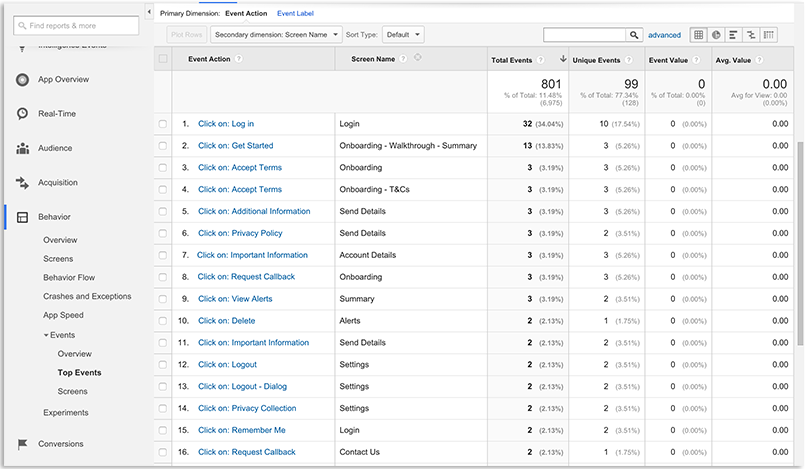 Primary Dimension: Event Action Event Label
Find reports & more
Plot Rows Secondary dimension: Screen Name Sort Type: Default advanced
Intelligence Events
App Overview
Real-Time
Audience
Acquisition
Behavior
Overview
Screens
Behavior Flow
Crashes and Exceptions
App Speed
Events
Overview
Top Events
Screens
Experiments
Conversions
Event Action ? Screen Name ? Total Events ? Unique Events ? Event Value ? Avg. Value ?
801 99 0 0.00
% of Total: 11.48% % of Total: 77.34% % of Total: 0.00% Avg for View: 0.00
(6,975) (128) (0) (0.00%)
1. Click on: Log in Login 32 (34.04%) 10 (17.54%) 0 (0.00%) 0.00
2. Click on: Get Started Onboarding - Walkthrough - Summary 13 (13.83%) 3 (5.26%) 0 (0.00%) 0.00
3. Click on: Accept Terms Onboarding 3 (3.19%) 3 (5.26%) 0 (0.00%) 0.00
4. Click on: Accept Terms Onboarding - T&Cs 3 (3.19%) 3 (5.26%) 0 (0.00%) 0.00
5. Click on: Additional Information Send Details 3 (3.19%) 3 (5.26%) 0 (0.00%) 0.00
6. Click on: Privacy Policy Send Details 3 (3.19%) 2 (3.51%) 0 (0.00%) 0.00
7. Click on: Important Information Account Details 3 (3.19%) 3 (5.26%) 0 (0.00%) 0.00
8. Click on: Request Callback Onboarding 3 (3.19%) 3 (5.26%) 0 (0.00%) 0.00
9. Click on: View Alerts Summary 3 (3.19%) 2 (3.51%) 0 (0.00%) 0.00
10. Click on: Delete Alerts 2 (2.13%) 1 (1.75%) 0 (0.00%) 0.00
11. Click on: Important Information Send Details 2 (2.13%) 2 (3.51%) 0 (0.00%) 0.00
12. Click on: Logout Settings 2 (2.13%) 2 (3.51%) 0 (0.00%) 0.00
13. Click on: Logout - Dialog Settings 2 (2.13%) 2 (3.51%) 0 (0.00%) 0.00
14. Click on: Privacy Collection Settings 2 (2.13%) 2 (3.51%) 0 (0.00%) 0.00
15. Click on: Remember Me Login 2 (2.13%) 2 (3.51%) 0 (0.00%) 0.00
16. Click on: Request Callback Contact Us 2 (2.13%) 1 (1.75%) 0 (0.00%) 0.00